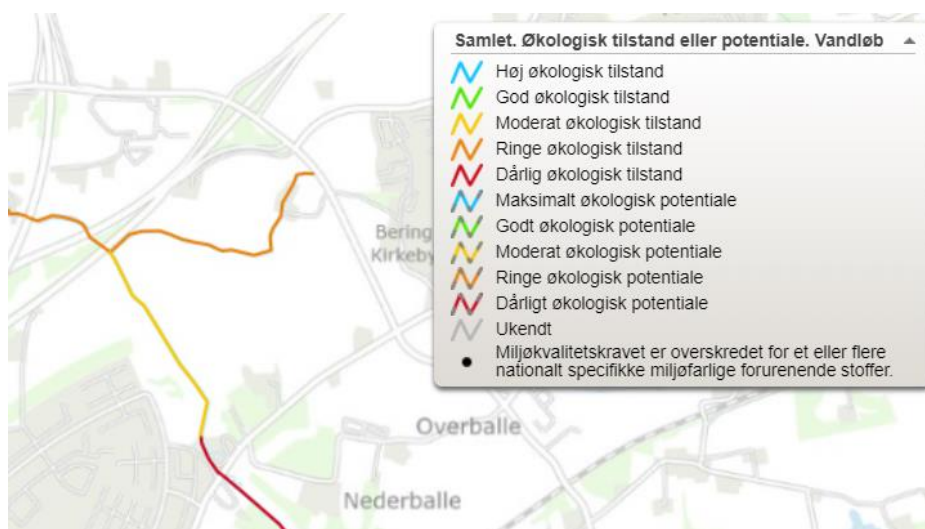 Samlet. Økologisk tilstand eller potentiale. Vandløb
Høj økologisk tilstand
God økologisk tilstand
Moderat økologisk tilstand
Ringe økologisk tilstand
Dårlig økologisk tilstand
Maksimalt økologisk potentiale
Godt økologisk potentiale
Moderat økologisk potentiale
Ringe økologisk potentiale
Dårligt økologisk potentiale
Ukendt
Miljøkvalitetskravet er overskredet for et eller flere
nationalt specifikke miljøfarlige forurenende stoffer.
Bering
Kirkeby
Overballe
Nederballe